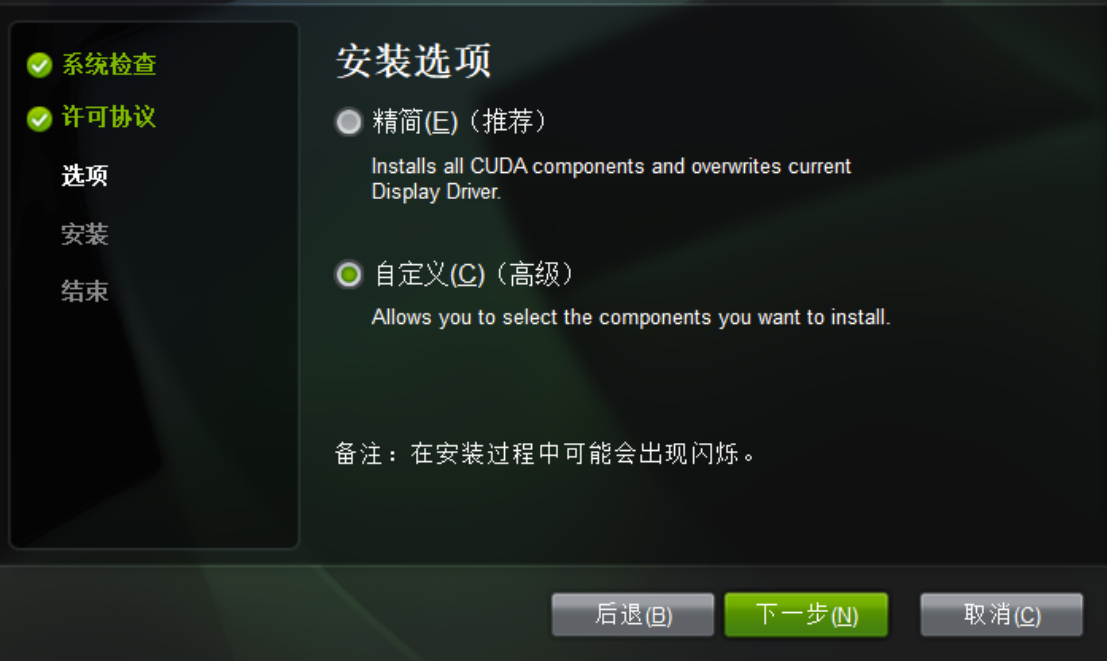 系统检查
许可协议
选项
安装
结束
安装选项
精简(E)（推荐）
Installs all CUDA components and overwrites current
Display Driver.
自定义(C)（高级）
Allows you to select the components you want to install.
备注：在安装过程中可能会出现闪烁。
后退(B)
下一步(N)
取消(C)